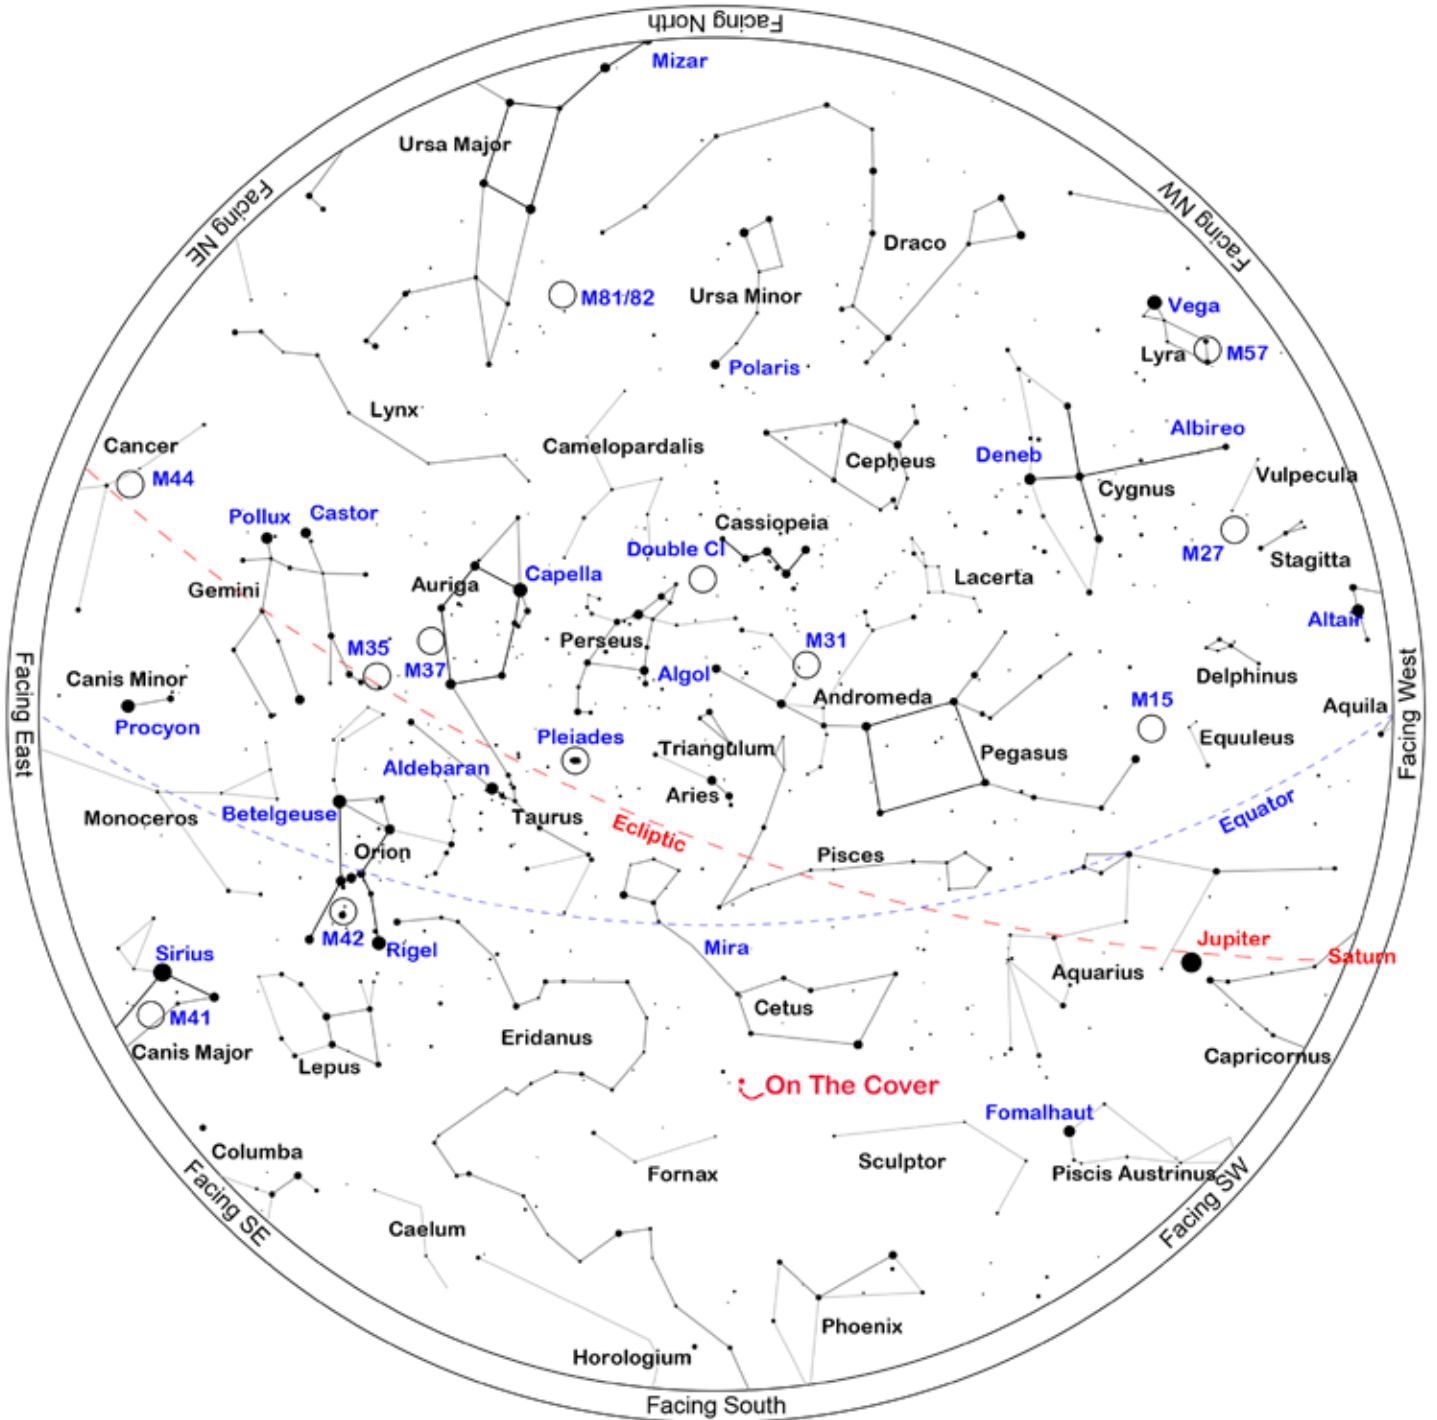 Facing North
Mizar
Ursa Major
Facing NE
Facing NW
Draco
M81/82
Ursa Minor
Vega
Lyra
M57
Polaris
Lynx
Cancer
Camelopardalis
Albireo
Deneb
Cepheus
M44
Cygnus
Vulpecula
Pollux
Castor
Cassiopeia
Double Cl
M27
Stagitta
Gemini
Auriga
Capella
Lacerta
Altair
Perseus
M35
M37
Algol
M31
Delphinus
Facing East
Canis Minor
Procyon
Andromeda
M15
Aquila
Facing West
Pleiades
Triangulum
Pegasus
Equuleus
Aldebaran
Aries
Monoceros
Betelgeuse
Taurus
Ecliptic
Equator
Orion
Pisces
M42
Rigel
Mira
Jupiter
Saturn
Sirius
Aquarius
M41
Cetus
Canis Major
Lepus
Eridanus
Capricornus
On The Cover
Fomalhaut
Columba
Fornax
Sculptor
Piscis Austrinus
Facing SE
Caelum
Facing SW
Phoenix
Horologium
Facing South